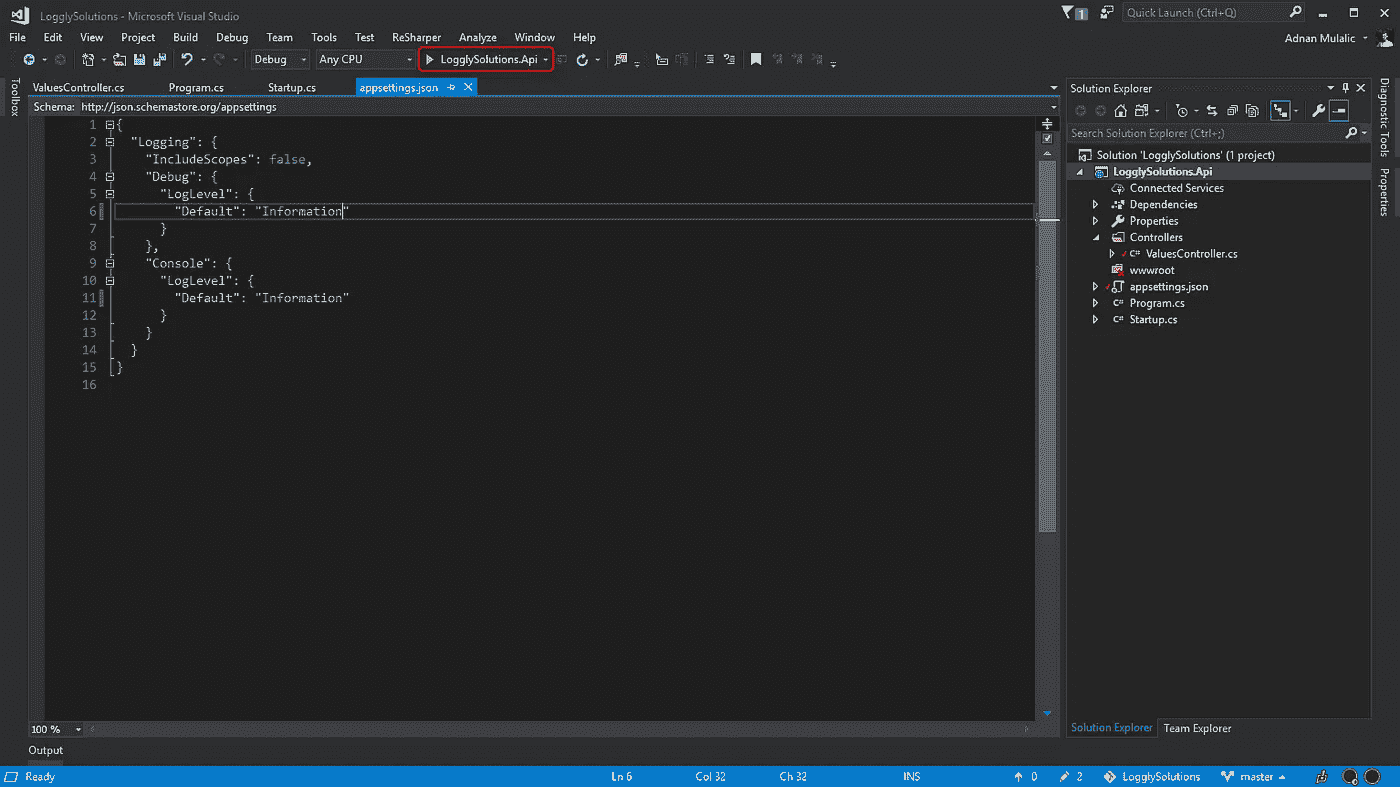 LogglySolutions - Microsoft Visual Studio
1
Quick Launch (Ctrl+Q)
File Edit View Project Build Debug Team Tools Test ReSharper Analyze Window Help
Adnan Mulalic
Debug Any CPU LogglySolutions.Api
Toolbox
ValuesController.cs Program.cs Startup.cs appsettings.json
Schema: http://json.schemastore.org/appsettings
1 {
2 "Logging": {
3 "IncludeScopes": false,
4 "Debug": {
5 "LogLevel": {
6 "Default": "Information"
7 }
8 },
9 "Console": {
10 "LogLevel": {
11 "Default": "Information"
12 }
13 }
14 }
15 }
16
100 %
Output
Solution Explorer
Search Solution Explorer (Ctrl+;)
Solution 'LogglySolutions' (1 project)
LogglySolutions.Api
Connected Services
Dependencies
Properties
Controllers
C# ValuesController.cs
wwwroot
appsettings.json
C# Program.cs
C# Startup.cs
Solution Explorer Team Explorer
Diagnostic Tools
Properties
Ready Ln 6 Col 32 Ch 32 INS 0 2 LogglySolutions master